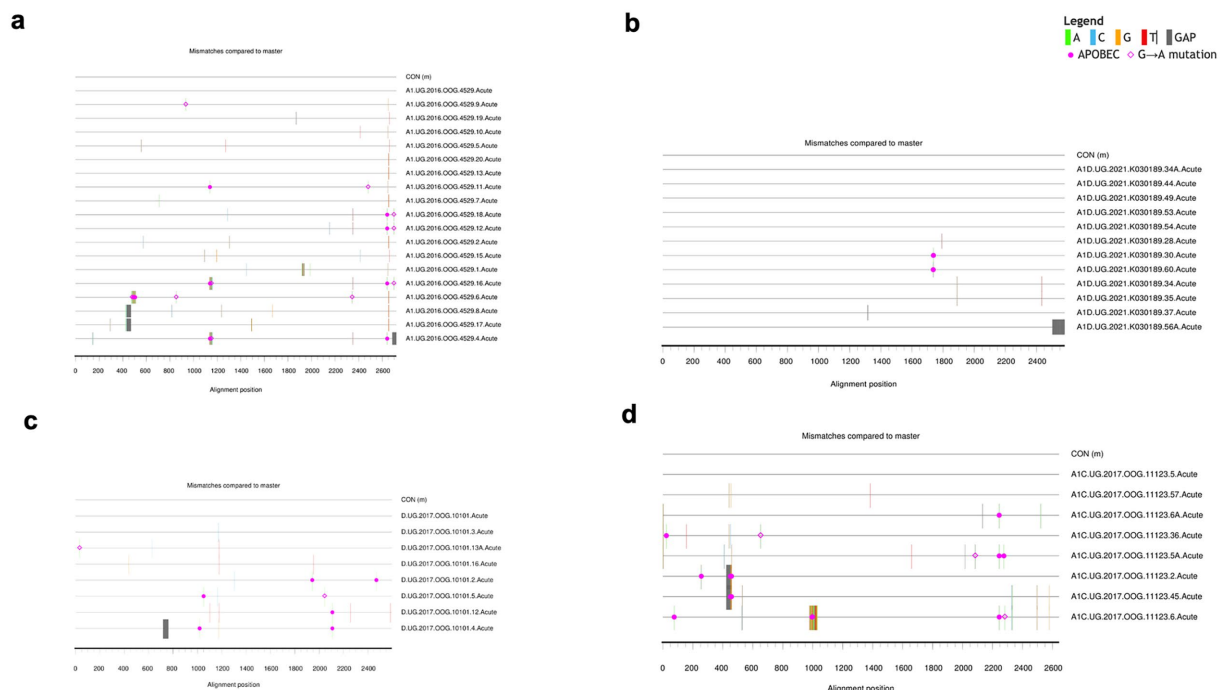 a
Mismatches compared to master
CON (m)
A1.UG.2016.OOG.4529.Acute
A1.UG.2016.OOG.4529.9.Acute
A1.UG.2016.OOG.4529.19.Acute
A1.UG.2016.OOG.4529.10.Acute
A1.UG.2016.OOG.4529.5.Acute
A1.UG.2016.OOG.4529.20.Acute
A1.UG.2016.OOG.4529.13.Acute
A1.UG.2016.OOG.4529.11.Acute
A1.UG.2016.OOG.4529.7.Acute
A1.UG.2016.OOG.4529.18.Acute
A1.UG.2016.OOG.4529.12.Acute
A1.UG.2016.OOG.4529.2.Acute
A1.UG.2016.OOG.4529.15.Acute
A1.UG.2016.OOG.4529.1.Acute
A1.UG.2016.OOG.4529.16.Acute
A1.UG.2016.OOG.4529.6.Acute
A1.UG.2016.OOG.4529.8.Acute
A1.UG.2016.OOG.4529.17.Acute
A1.UG.2016.OOG.4529.4.Acute
0 200 400 600 800 1000 1200 1400 1600 1800 2000 2200 2400 2600
Alignment position
b
Legend
A C G T| GAP
APOBEC G→A mutation
Mismatches compared to master
CON (m)
A1D.UG.2021.K030189.34A.Acute
A1D.UG.2021.K030189.44.Acute
A1D.UG.2021.K030189.49.Acute
A1D.UG.2021.K030189.53.Acute
A1D.UG.2021.K030189.54.Acute
A1D.UG.2021.K030189.28.Acute
A1D.UG.2021.K030189.30.Acute
A1D.UG.2021.K030189.60.Acute
A1D.UG.2021.K030189.34.Acute
A1D.UG.2021.K030189.35.Acute
A1D.UG.2021.K030189.37.Acute
A1D.UG.2021.K030189.56A.Acute
0 200 400 600 800 1000 1200 1400 1600 1800 2000 2200 2400
Alignment position
c
Mismatches compared to master
CON (m)
D.UG.2017.OOG.10101.Acute
D.UG.2017.OOG.10101.3.Acute
D.UG.2017.OOG.10101.13A.Acute
D.UG.2017.OOG.10101.16.Acute
D.UG.2017.OOG.10101.2.Acute
D.UG.2017.OOG.10101.5.Acute
D.UG.2017.OOG.10101.12.Acute
D.UG.2017.OOG.10101.4.Acute
0 200 400 600 800 1000 1200 1400 1600 1800 2000 2200 2400
Alignment position
d
Mismatches compared to master
CON (m)
A1C.UG.2017.OOG.11123.5.Acute
A1C.UG.2017.OOG.11123.57.Acute
A1C.UG.2017.OOG.11123.6A.Acute
A1C.UG.2017.OOG.11123.36.Acute
A1C.UG.2017.OOG.11123.5A.Acute
A1C.UG.2017.OOG.11123.2.Acute
A1C.UG.2017.OOG.11123.45.Acute
A1C.UG.2017.OOG.11123.6.Acute
0 200 400 600 800 1000 1200 1400 1600 1800 2000 2200 2400 2600
Alignment position